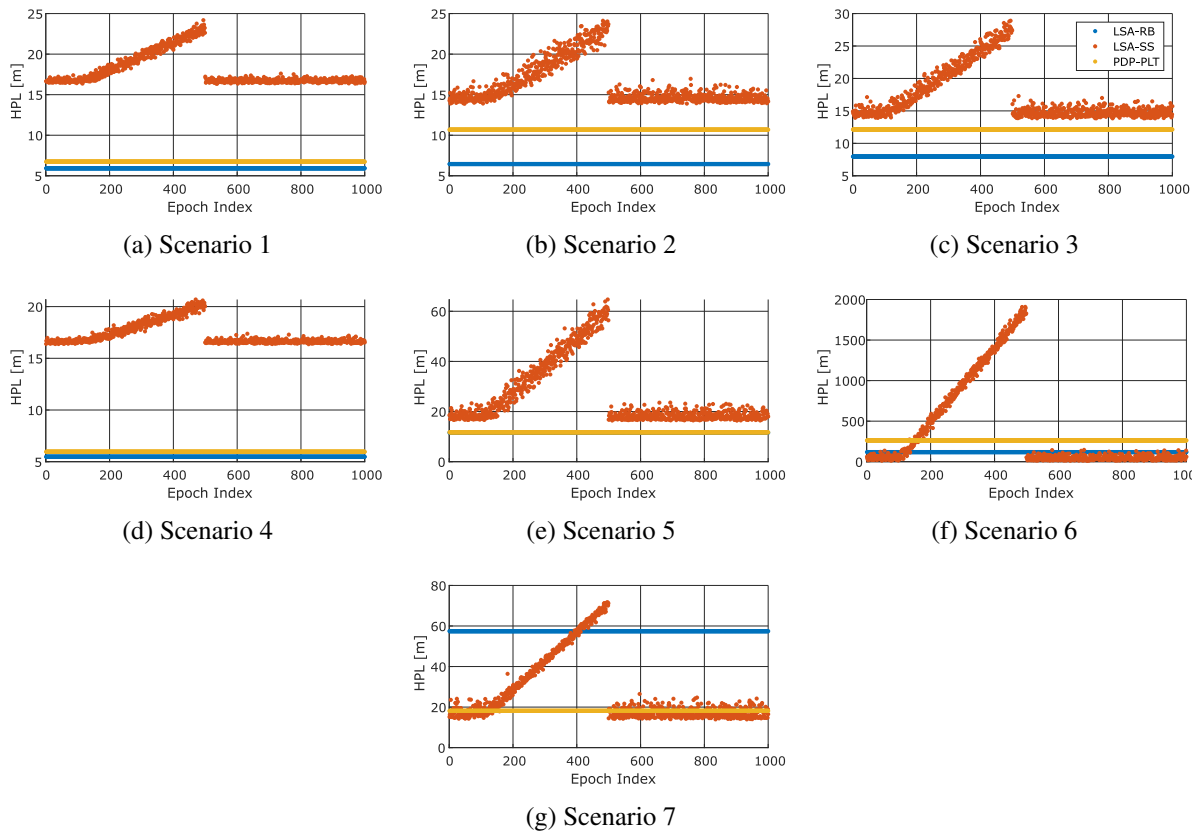 25
20
15
10
5
HPL [m]
0 200 400 600 800 1000
Epoch Index
(a) Scenario 1
25
20
15
10
5
HPL [m]
0 200 400 600 800 1000
Epoch Index
(b) Scenario 2
30
25
20
15
10
5
HPL [m]
LSA-RB
LSA-SS
PDP-PLT
0 200 400 600 800 1000
Epoch Index
(c) Scenario 3
20
15
10
5
HPL [m]
0 200 400 600 800 1000
Epoch Index
(d) Scenario 4
60
40
20
0
HPL [m]
0 200 400 600 800 1000
Epoch Index
(e) Scenario 5
2000
1500
1000
500
0
HPL [m]
0 200 400 600 800 1000
Epoch Index
(f) Scenario 6
80
60
40
20
0
HPL [m]
0 200 400 600 800 1000
Epoch Index
(g) Scenario 7